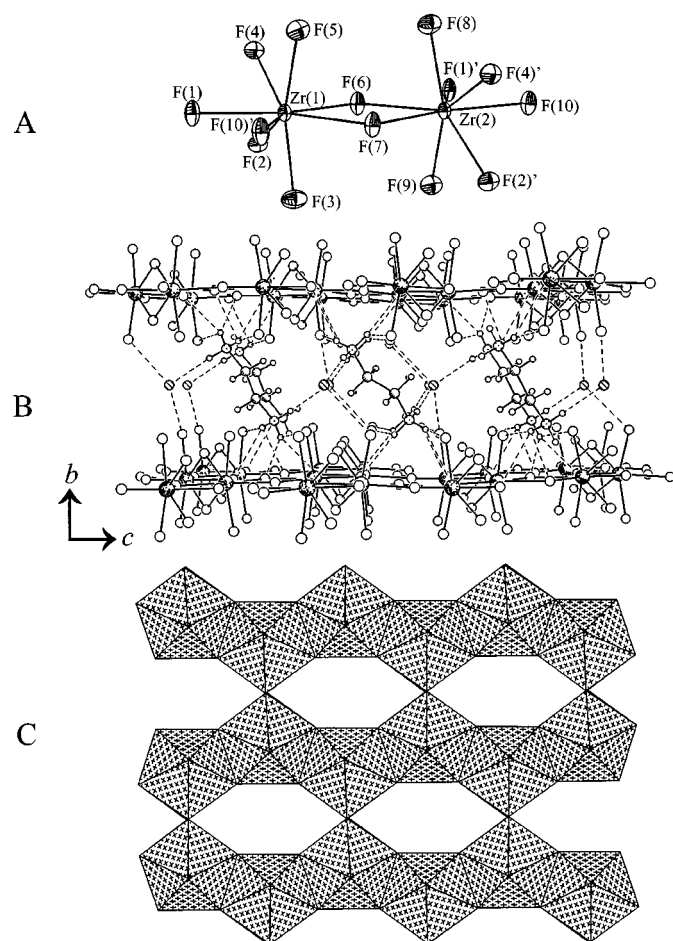 A
F(4)
F(5)
F(8)
F(1)
Zr(1)
F(6)
F(1)'
F(4)'
F(10)'
F(2)
F(7)
Zr(2)
F(10)
F(3)
F(9)
F(2)'
B
b
c
C